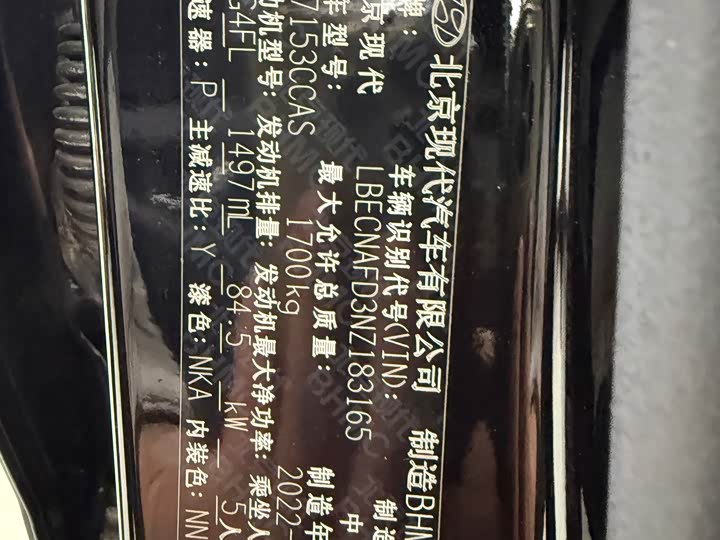 北京现代汽车有限公司 制造BHM
牌: 车辆识别代号(VIN): 制造
京现代 LBECNAFD3NZ183165 中
车型号: 最大允许总质量: 制造年
7153CCAS 1700kg 2022-
动机型号: 发动机排量: 发动机最大净功率: 乘坐人
G4FL 1497mL 84.5 kW 5人
速器: P 主减速比: Y 漆色: NKA 内装色: NN